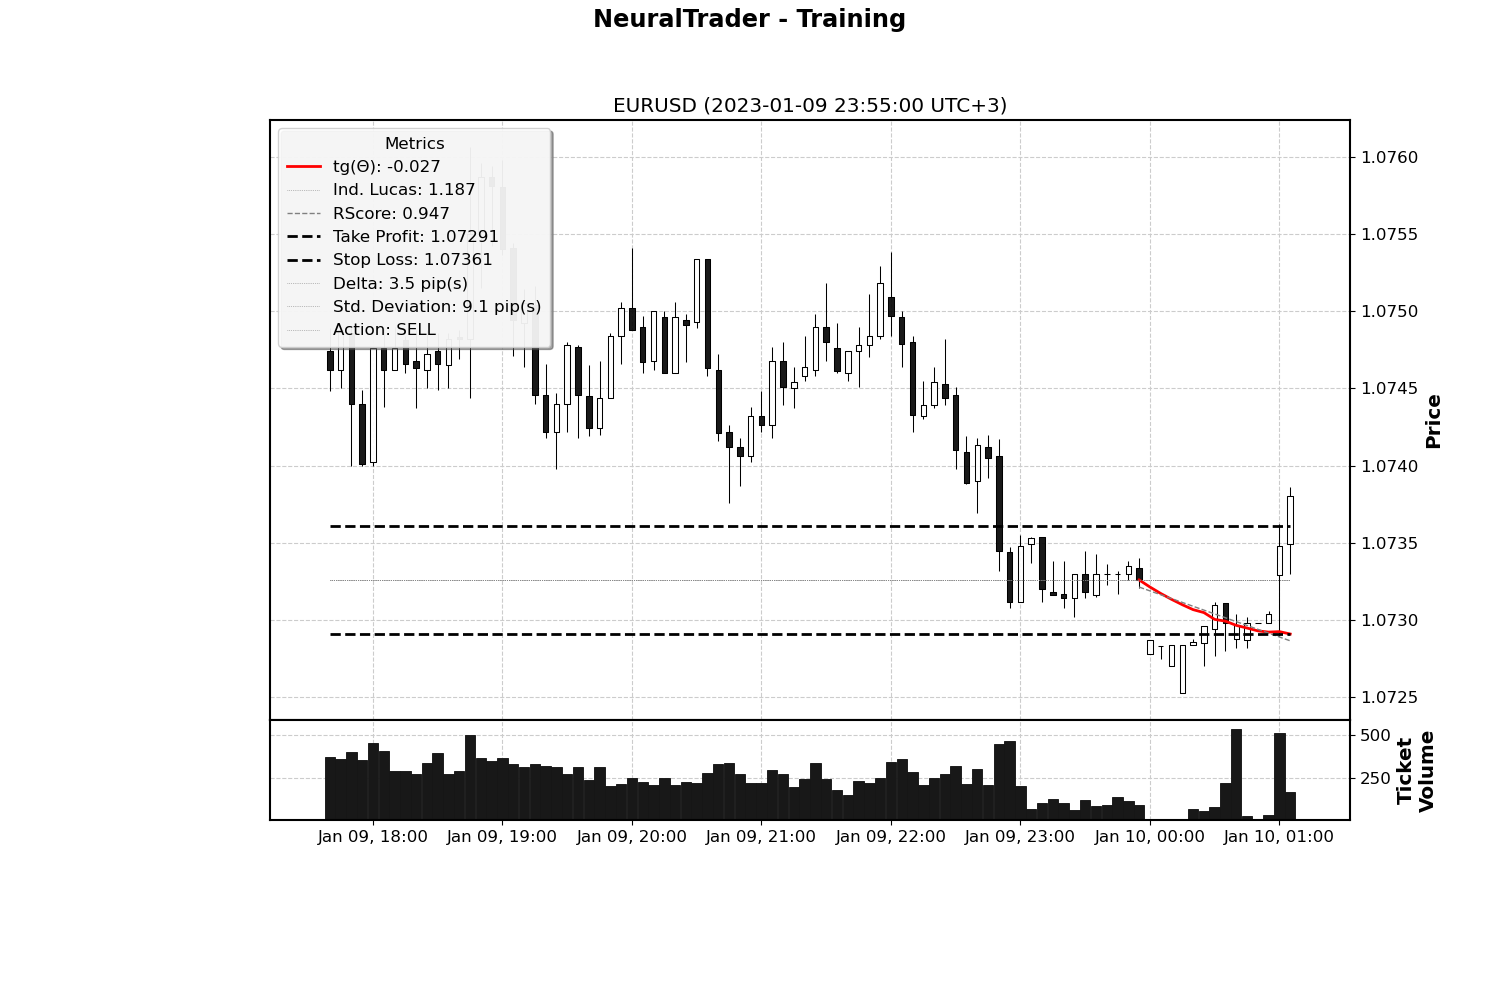 NeuralTrader - Training
EURUSD (2023-01-09 23:55:00 UTC+3)
Metrics
tg(Θ): -0.027
Ind. Lucas: 1.187
RScore: 0.947
Take Profit: 1.07291
Stop Loss: 1.07361
Delta: 3.5 pip(s)
Std. Deviation: 9.1 pip(s)
Action: SELL
1.0760
1.0755
1.0750
1.0745
1.0740
1.0735
1.0730
1.0725
Price
500
250
Ticket
Volume
Jan 09, 18:00
Jan 09, 19:00
Jan 09, 20:00
Jan 09, 21:00
Jan 09, 22:00
Jan 09, 23:00
Jan 10, 00:00
Jan 10, 01:00